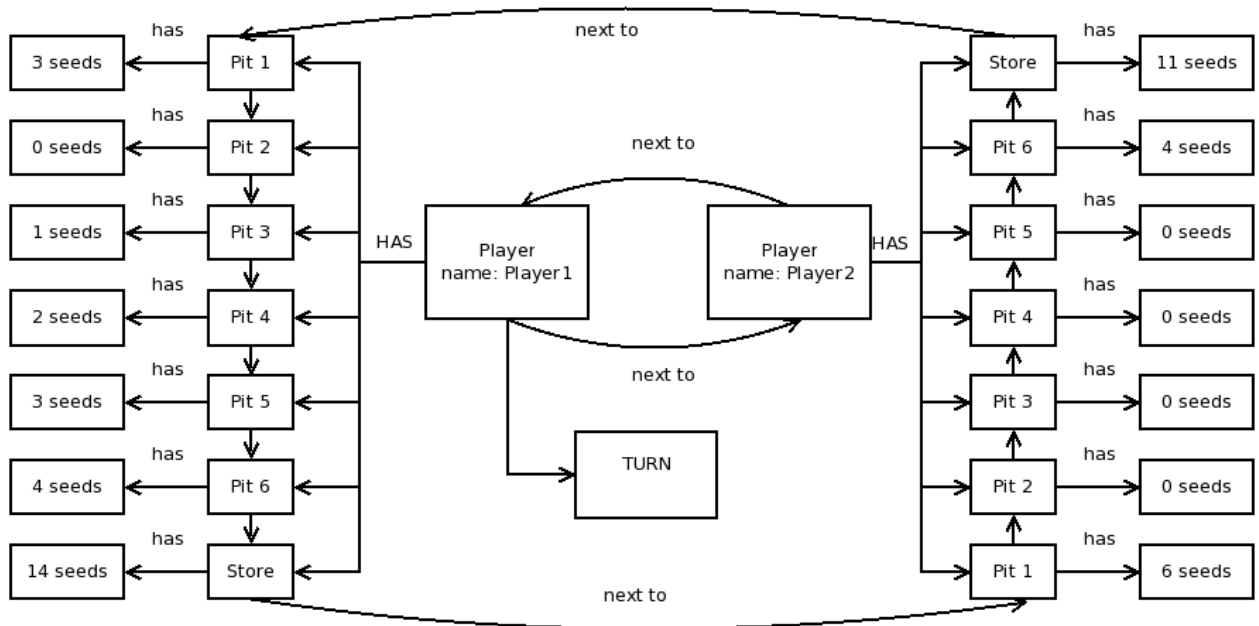 next to
has
Pit 1
3 seeds
has
Store
11 seeds
has
Pit 2
0 seeds
next to
has
Pit 6
4 seeds
has
Pit 3
1 seeds
has
Pit 5
0 seeds
HAS
Player
name: Player1
Player
name: Player2
HAS
has
Pit 4
2 seeds
has
Pit 4
0 seeds
next to
has
Pit 5
3 seeds
has
Pit 3
0 seeds
TURN
has
Pit 6
4 seeds
has
Pit 2
0 seeds
has
Store
14 seeds
has
Pit 1
6 seeds
next to